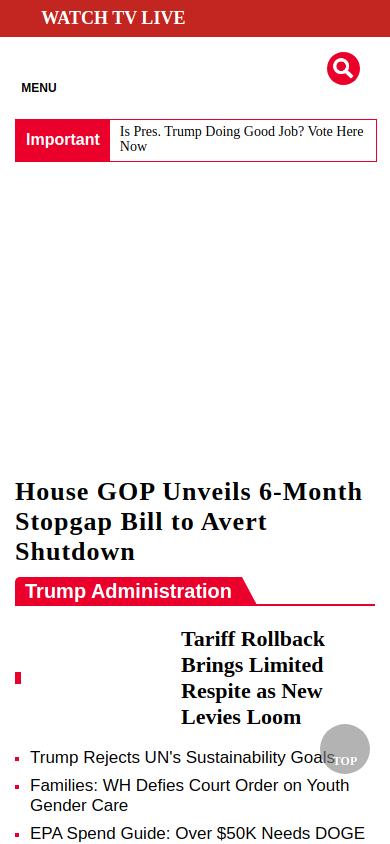 WATCH TV LIVE
MENU
Important
Is Pres. Trump Doing Good Job? Vote Here
Now
House GOP Unveils 6-Month
Stopgap Bill to Avert
Shutdown
Trump Administration
Tariff Rollback
Brings Limited
Respite as New
Levies Loom
Trump Rejects UN's Sustainability Goals
TOP
Families: WH Defies Court Order on Youth
Gender Care
EPA Spend Guide: Over $50K Needs DOGE